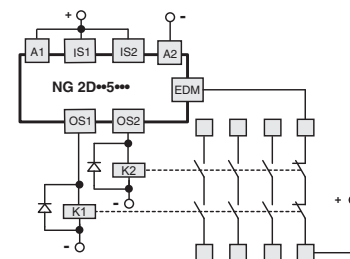 + -
A1 IS1 IS2 A2
NG 2D••5•••
EDM
OS1 OS2
K2
-
+
K1
-